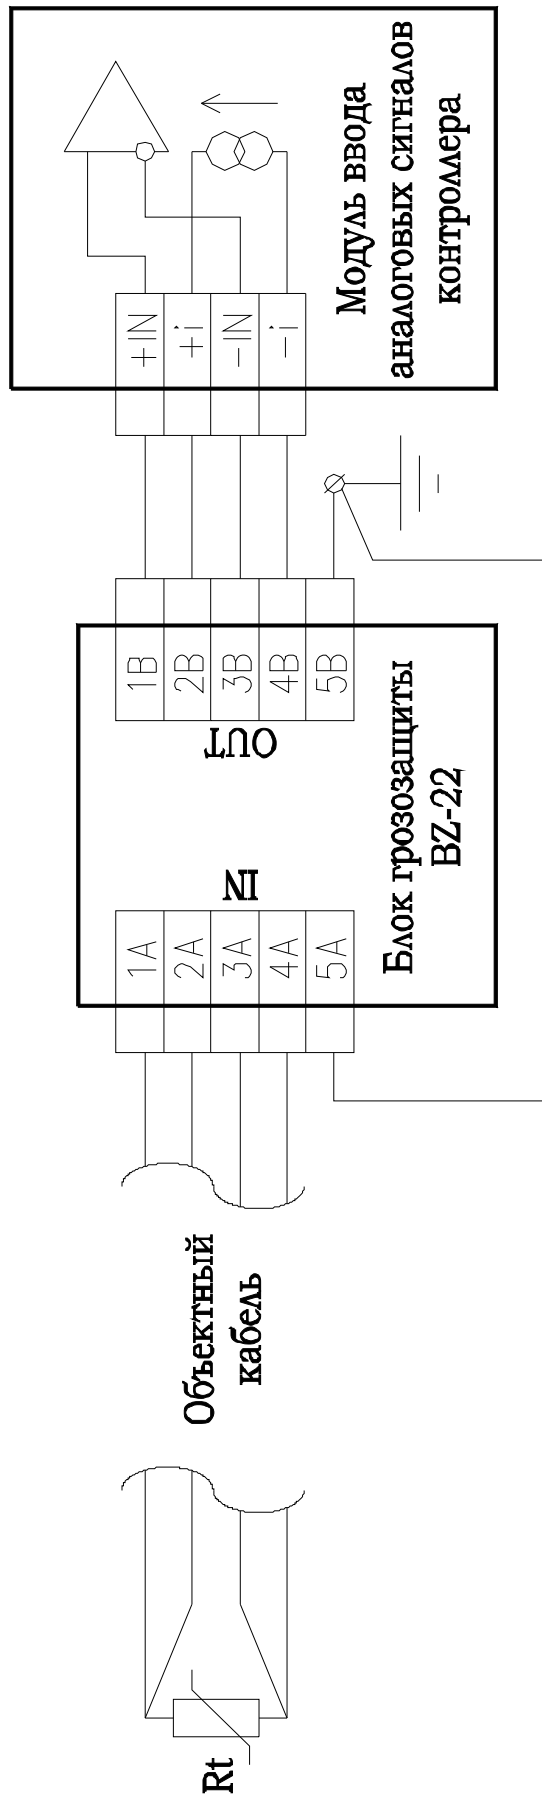 Rt
Объектный
кабель
1A
2A
3A
4A
5A
IN
Блок грозозащиты
BZ-22
OUT
1B
2B
3B
4B
5B
+IN
+i
-IN
-i
Модуль ввода
аналоговых сигналов
контроллера